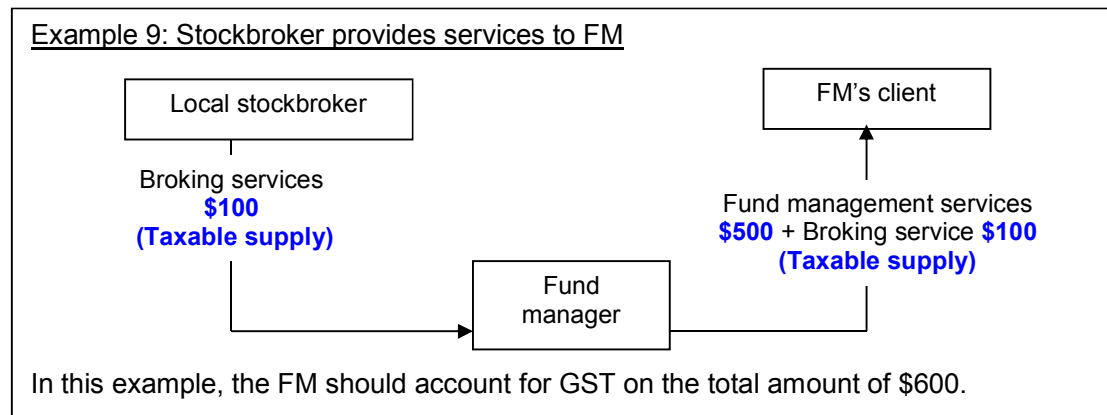 Example 9: Stockbroker provides services to FM
Local stockbroker
FM’s client
Broking services
$100
(Taxable supply)
Fund management services
$500 + Broking service $100
(Taxable supply)
Fund
manager
In this example, the FM should account for GST on the total amount of $600.